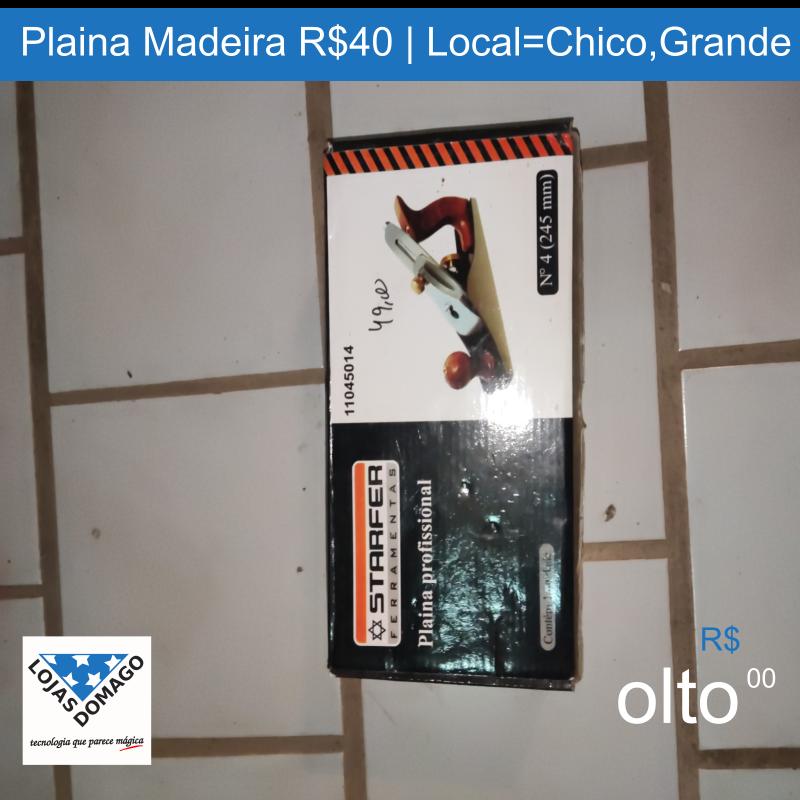 Plaina Madeira R$40 | Local=Chico,Grande
Nº 4 (245 mm)
49,00
11045014
STARFER
FERRAMENTAS
Plaina profissional
LOJAS DOMAGO
tecnologia que parece mágica
R$
olto 00